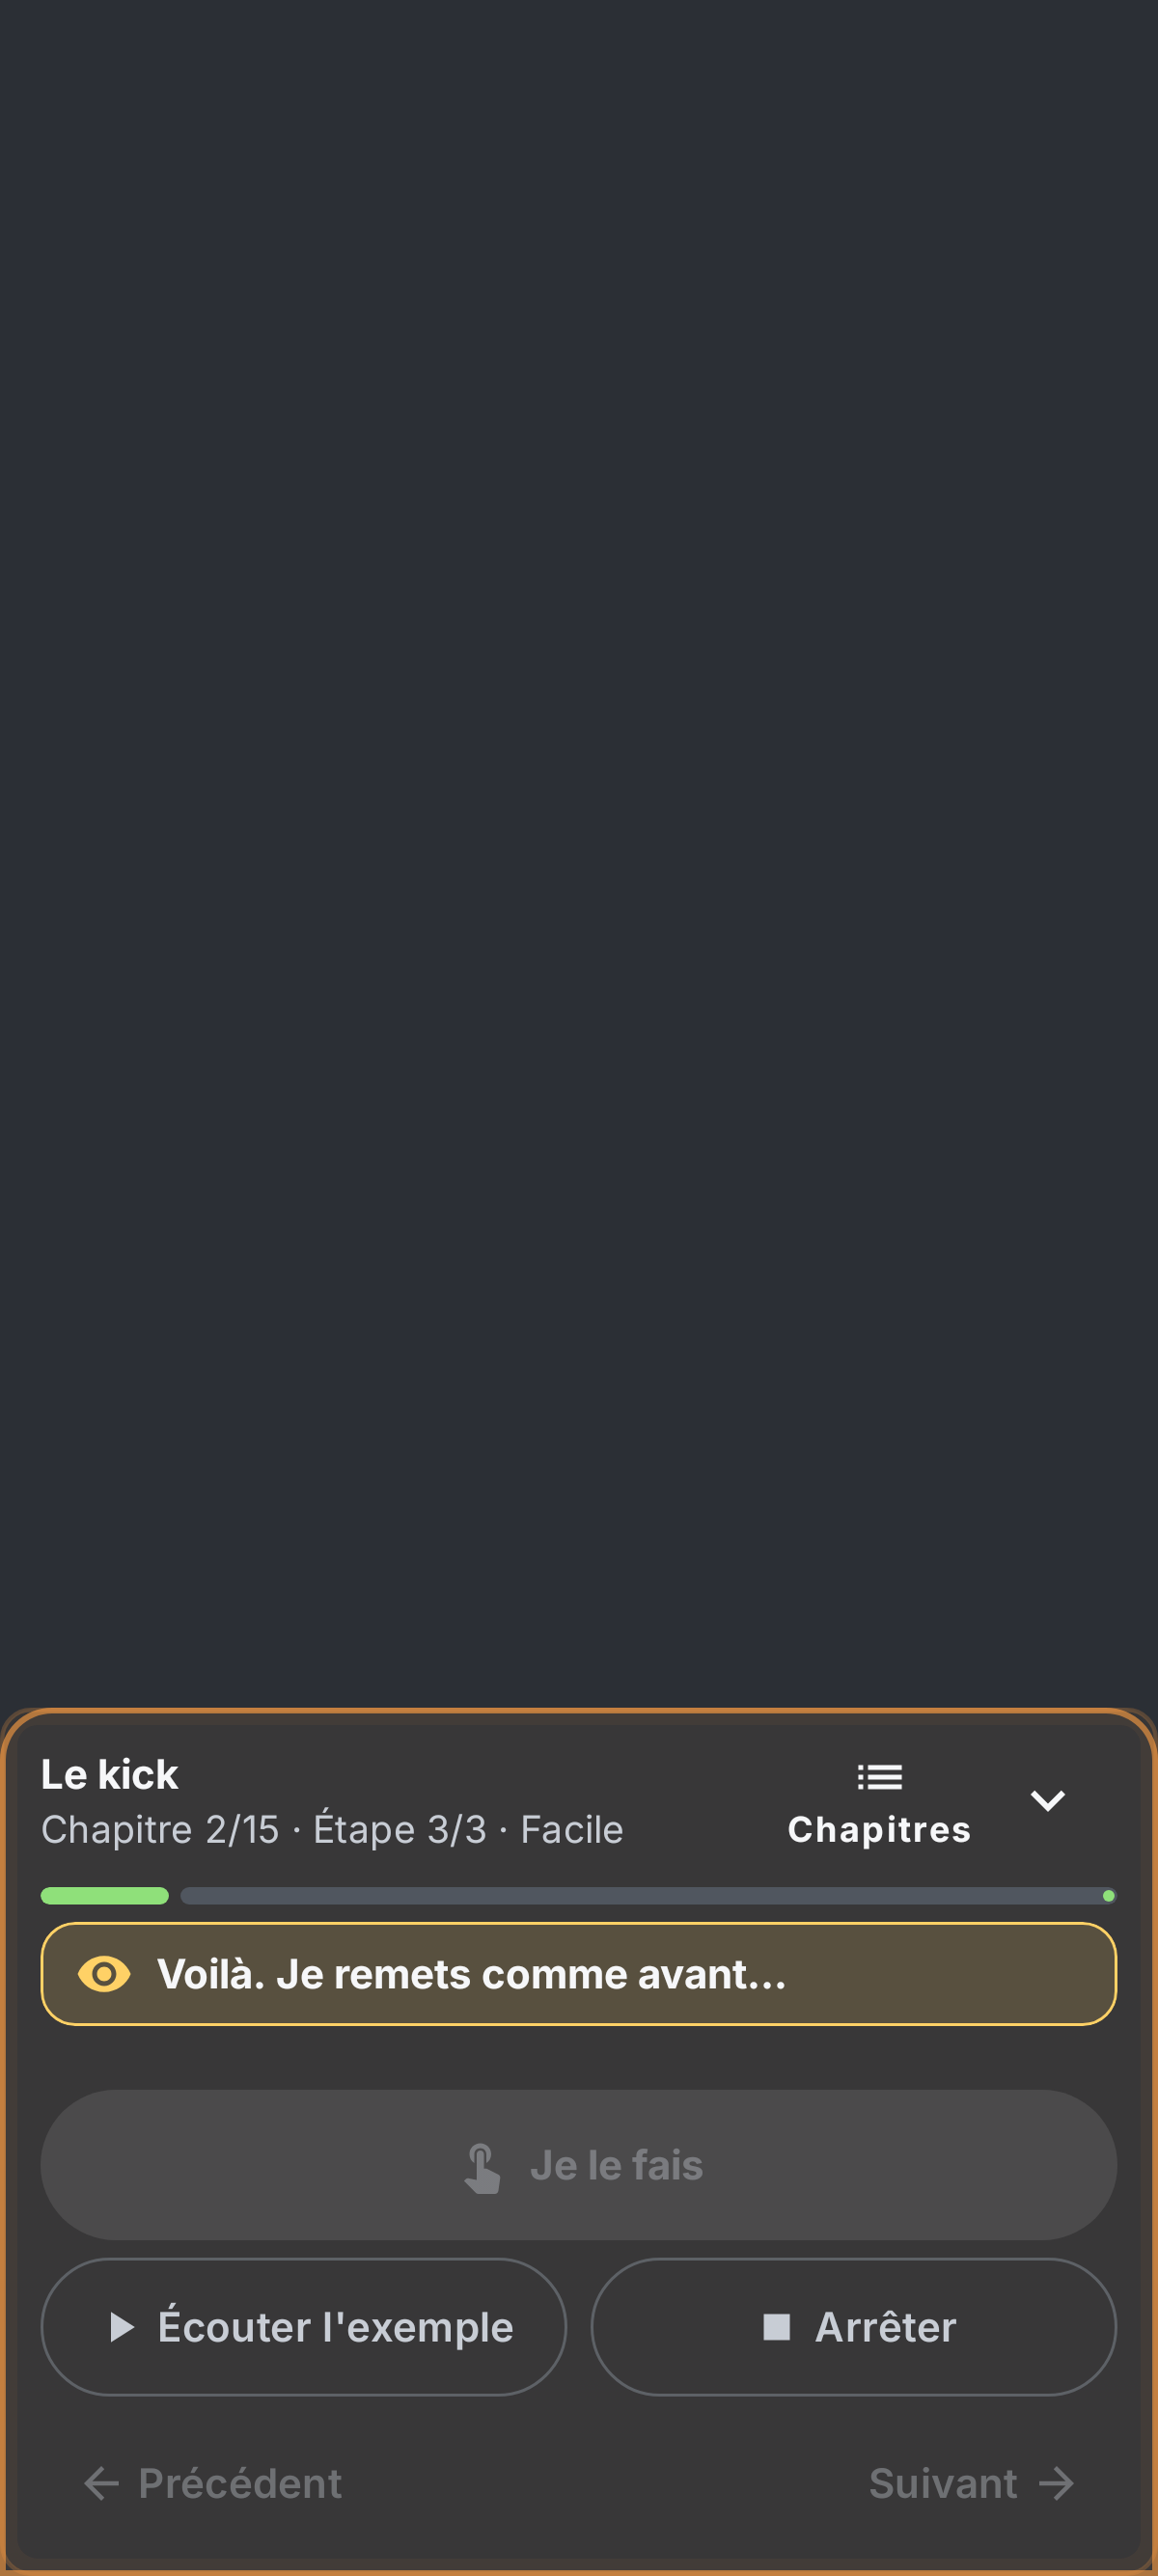 Le kick
Chapitre 2/15 · Étape 3/3 · Facile
Chapitres
Voilà. Je remets comme avant...
Je le fais
Écouter l'exemple
Arrêter
Précédent
Suivant